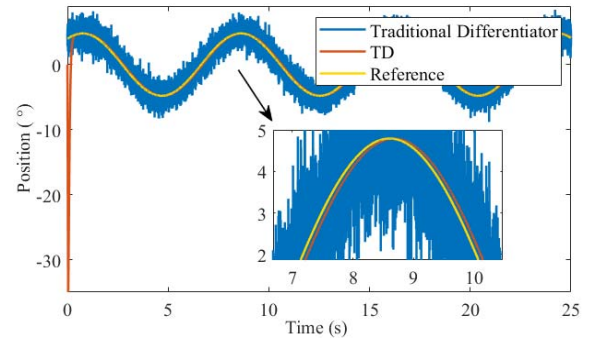 Traditional Differentiator
TD
Reference
0
-10
-20
-30
Position ( °)
5
4
3
2
7 8 9 10
0 5 10 15 20 25
Time (s)